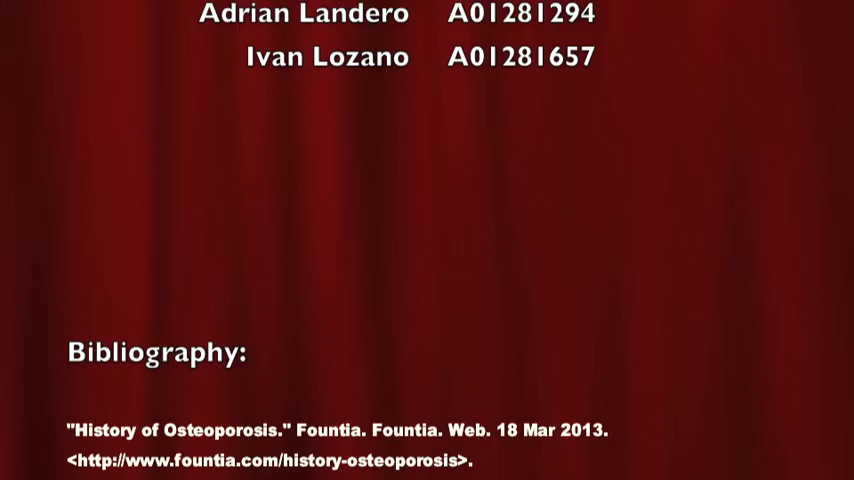 Adrian Landero A01281294
Ivan Lozano A01281657
Bibliography:
"History of Osteoporosis." Fountia. Fountia. Web. 18 Mar 2013.
<http://www.fountia.com/history-osteoporosis>.